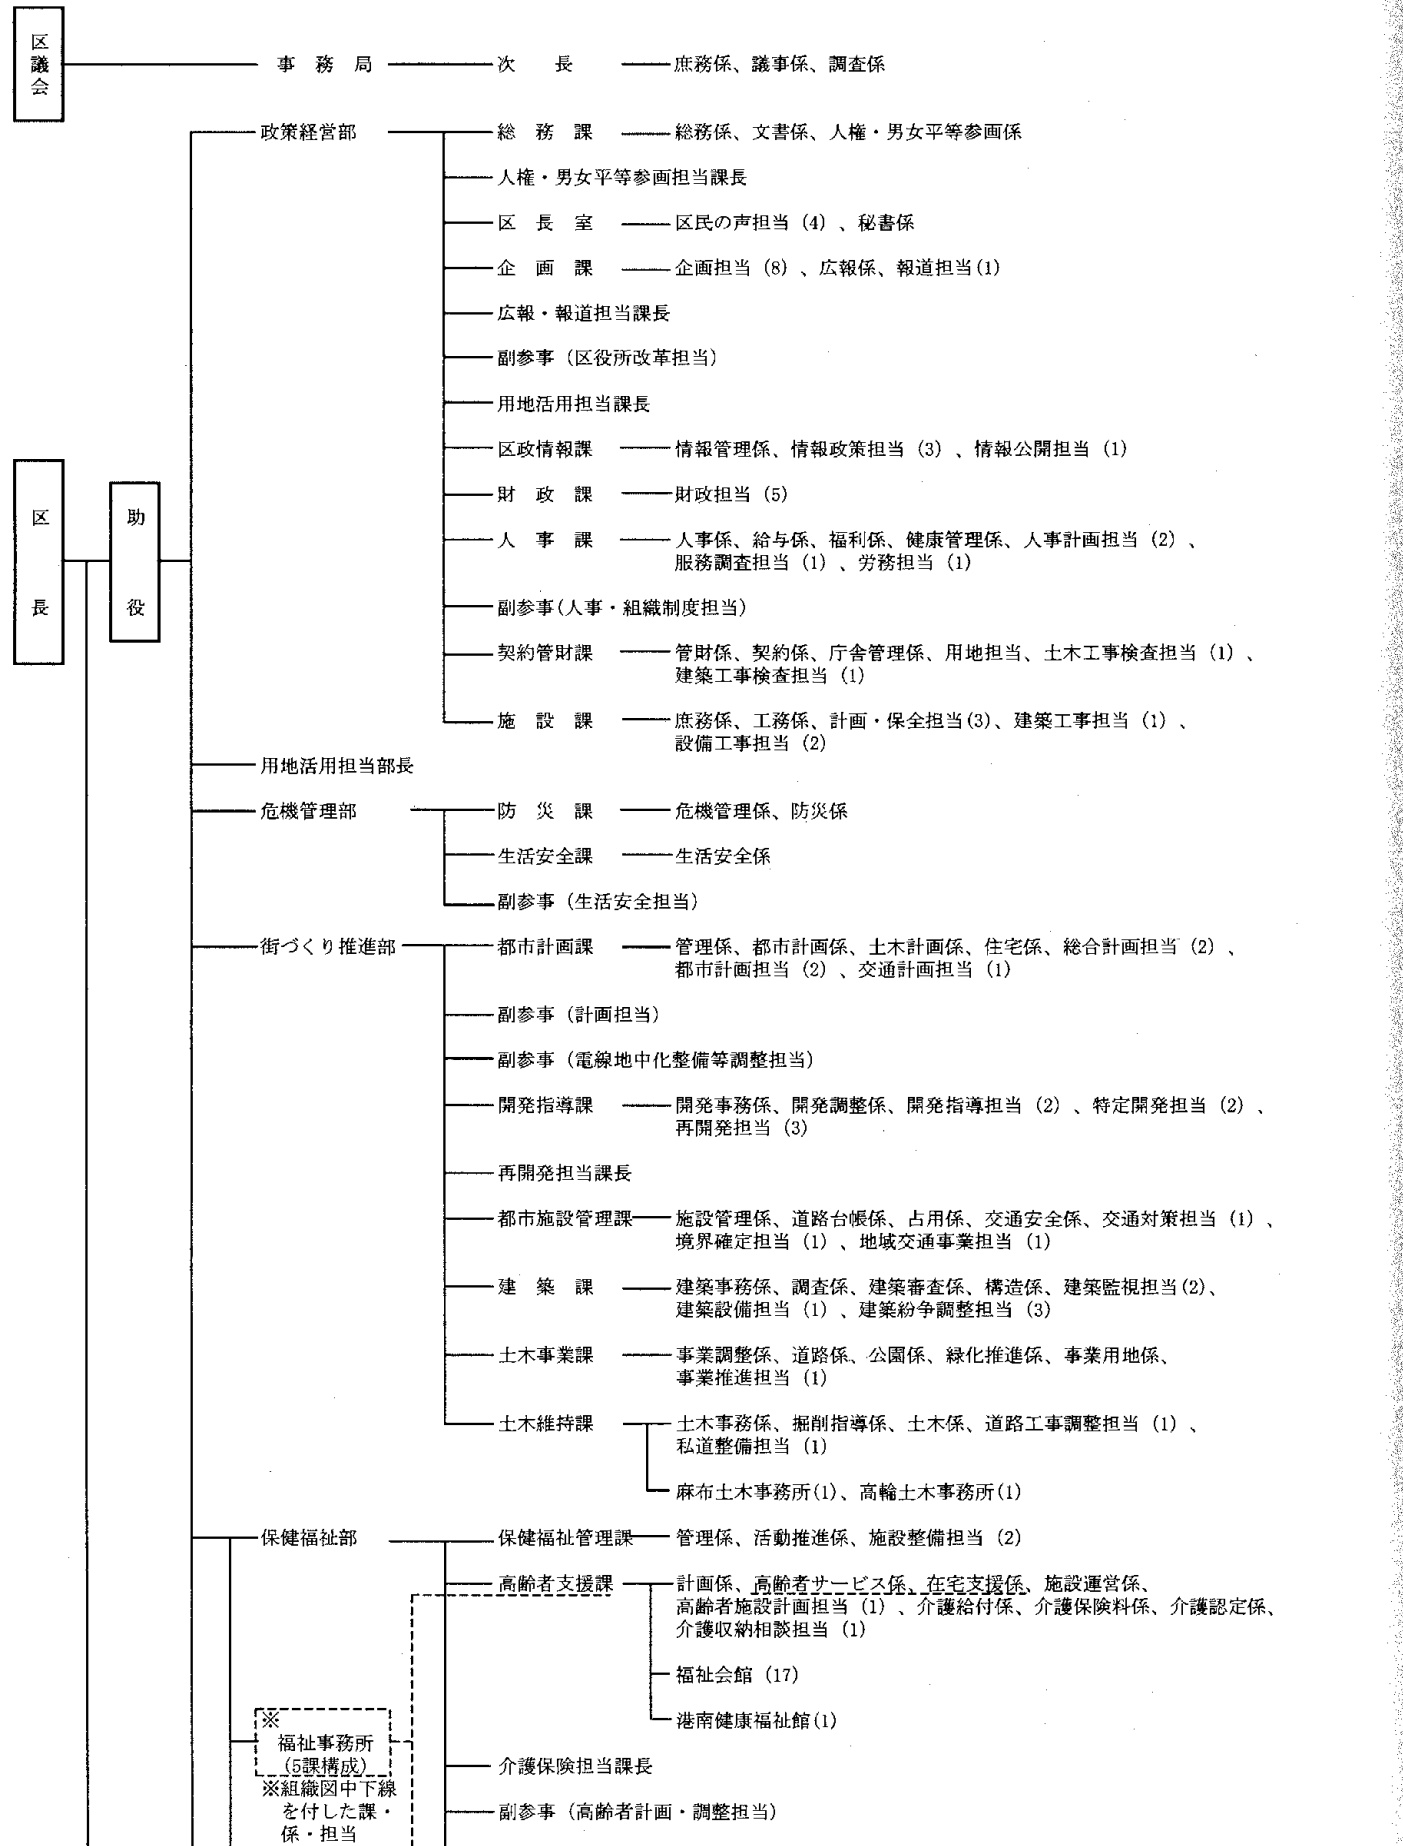 区議会
事務局 次長 庶務係、議事係、調査係
政策経営部 総務課 総務係、文書係、人権・男女平等参画係
人権・男女平等参画担当課長
区長室 区民の声担当（4）、秘書係
企画課 企画担当（8）、広報係、報道担当(1)
広報・報道担当課長
副参事（区役所改革担当）
用地活用担当課長
区政情報課 情報管理係、情報政策担当（3）、情報公開担当（1）
区長
助役
財政課 財政担当（5）
人事課 人事係、給与係、福利係、健康管理係、人事計画担当（2）、
服務調査担当（1）、労務担当（1）
副参事(人事・組織制度担当)
契約管財課 管財係、契約係、庁舎管理係、用地担当、土木工事検査担当（1）、
建築工事検査担当（1）
施設課 庶務係、工務係、計画・保全担当(3)、建築工事担当（1）、
設備工事担当（2）
用地活用担当部長
危機管理部 防災課 危機管理係、防災係
生活安全課 生活安全係
副参事（生活安全担当）
街づくり推進部 都市計画課 管理係、都市計画係、土木計画係、住宅係、総合計画担当（2）、
都市計画担当（2）、交通計画担当（1）
副参事（計画担当）
副参事（電線地中化整備等調整担当）
開発指導課 開発事務係、開発調整係、開発指導担当（2）、特定開発担当（2）、
再開発担当（3）
再開発担当課長
都市施設管理課 施設管理係、道路台帳係、占用係、交通安全係、交通対策担当（1）、
境界確定担当（1）、地域交通事業担当（1）
建築課 建築事務係、調査係、建築審査係、構造係、建築監視担当(2)、
建築設備担当（1）、建築紛争調整担当（3）
土木事業課 事業調整係、道路係、公園係、緑化推進係、事業用地係、
事業推進担当（1）
土木維持課 土木事務係、掘削指導係、土木係、道路工事調整担当（1）、
私道整備担当（1）
麻布土木事務所(1)、高輪土木事務所(1)
保健福祉部 保健福祉管理課 管理係、活動推進係、施設整備担当（2）
高齢者支援課 計画係、高齢者サービス係、在宅支援係、施設運営係、
高齢者施設計画担当（1）、介護給付係、介護保険料係、介護認定係、
介護収納相談担当（1）
福祉会館（17）
港南健康福祉館(1)
※
福祉事務所
(5課構成)
※組織図中下線
を付した課・
係・担当
介護保険担当課長
副参事（高齢者計画・調整担当）